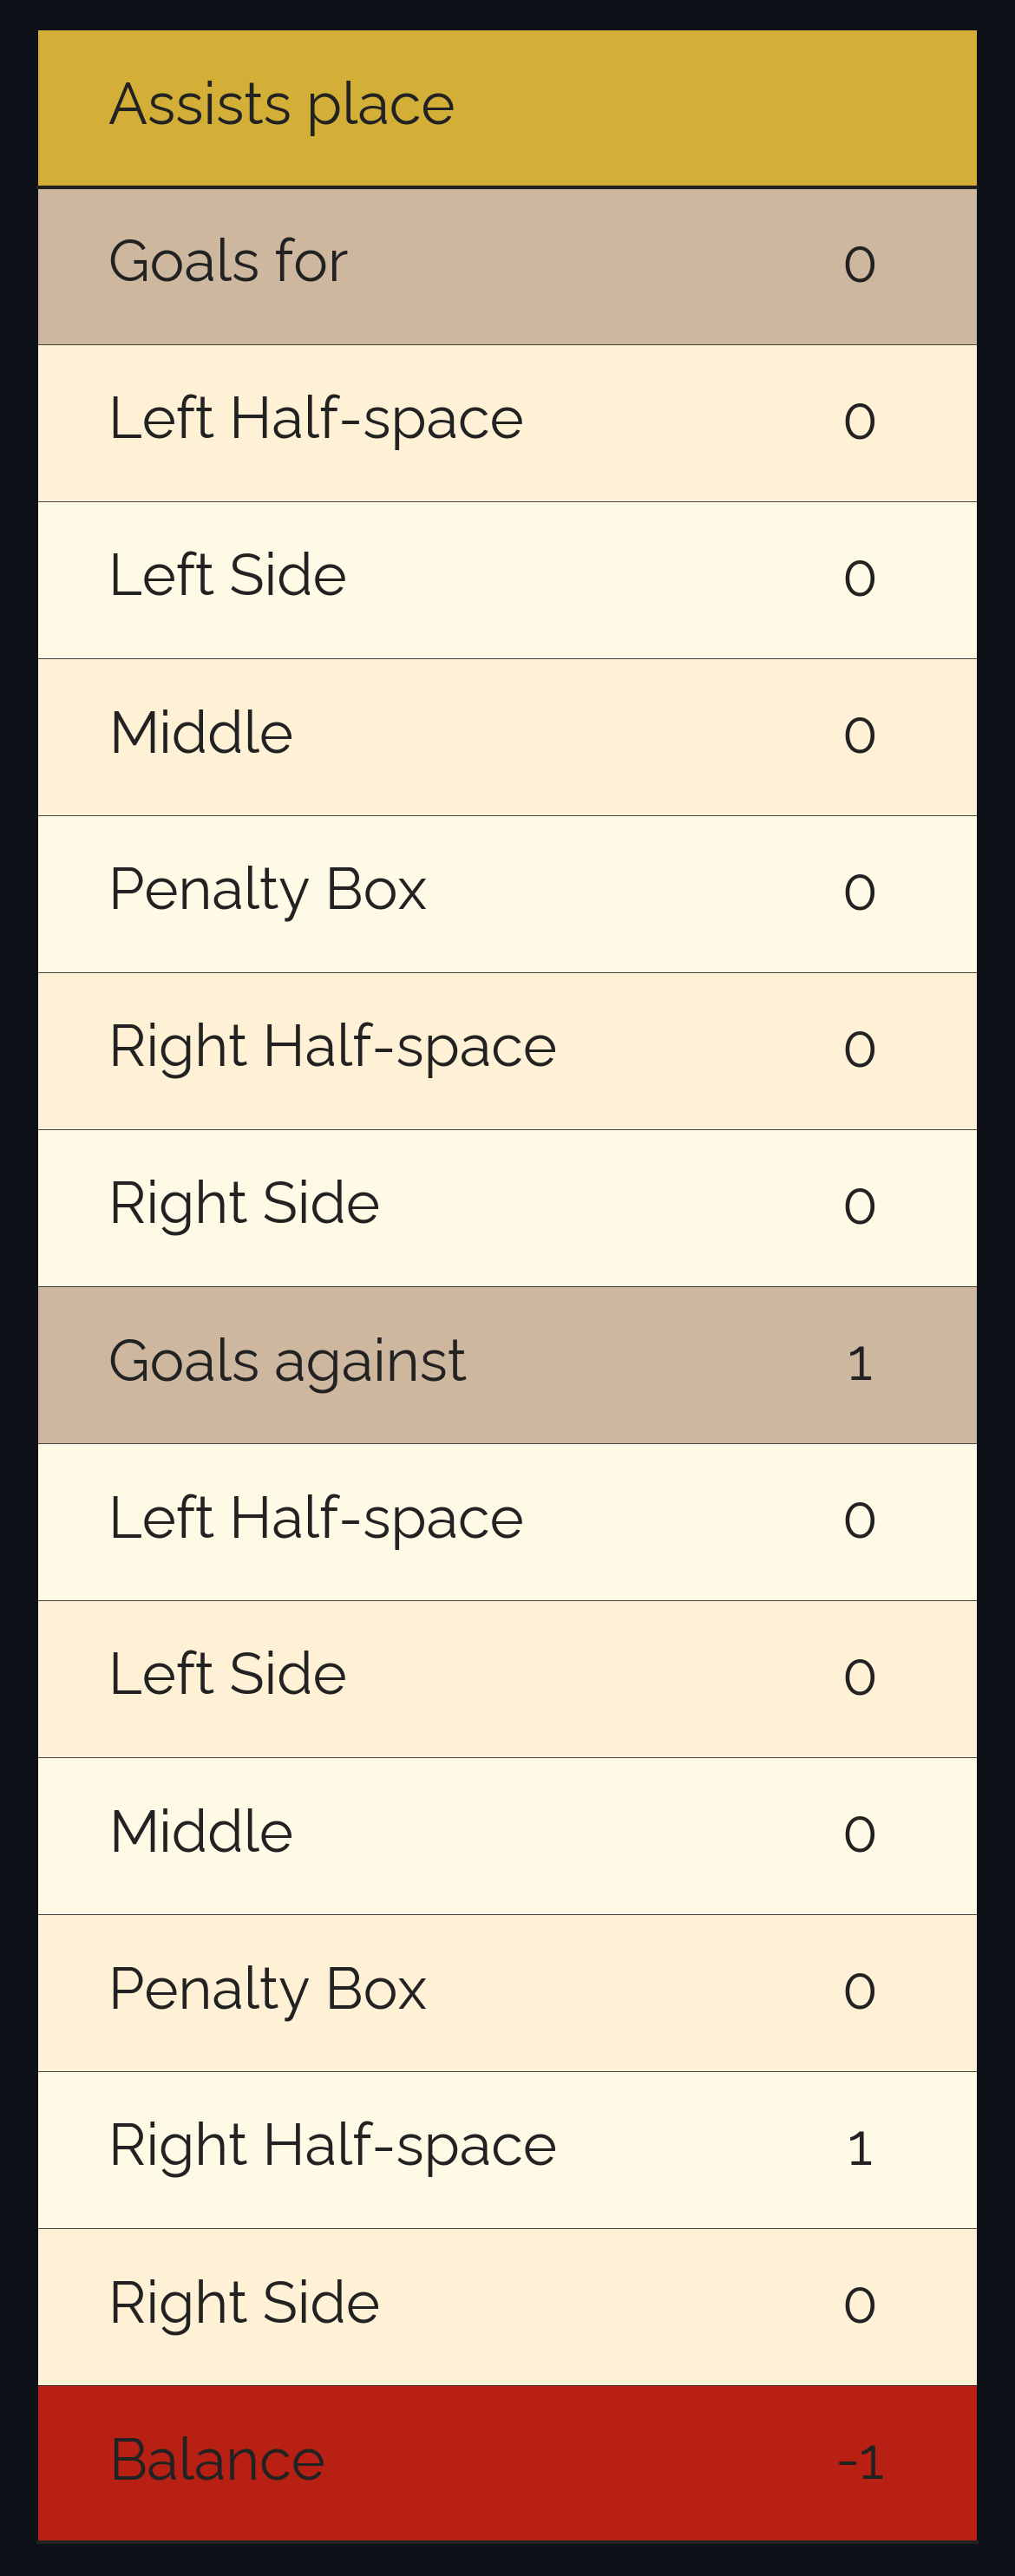 Assists place
Goals for 0
Left Half-space 0
Left Side 0
Middle 0
Penalty Box 0
Right Half-space 0
Right Side 0
Goals against 1
Left Half-space 0
Left Side 0
Middle 0
Penalty Box 0
Right Half-space 1
Right Side 0
Balance -1